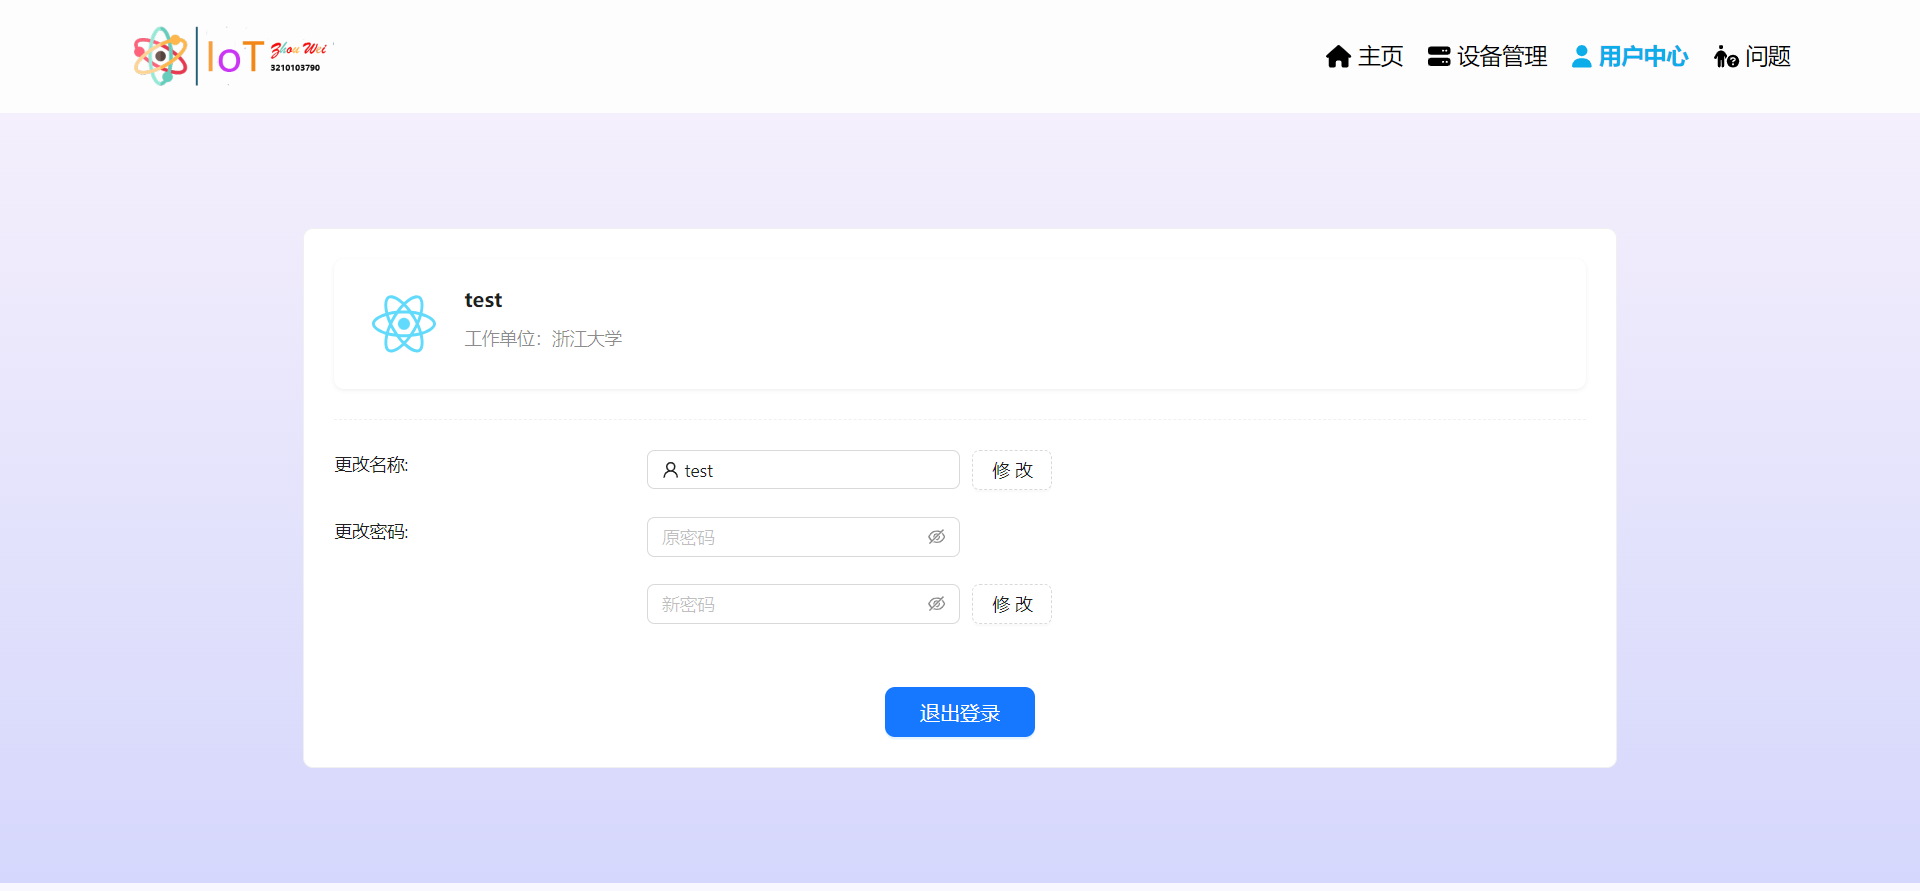 IoT Zhou Wei
3210103790
主页 设备管理 用户中心 问题
test
工作单位：浙江大学
更改名称:
test 修 改
更改密码:
原密码
新密码 修 改
退出登录